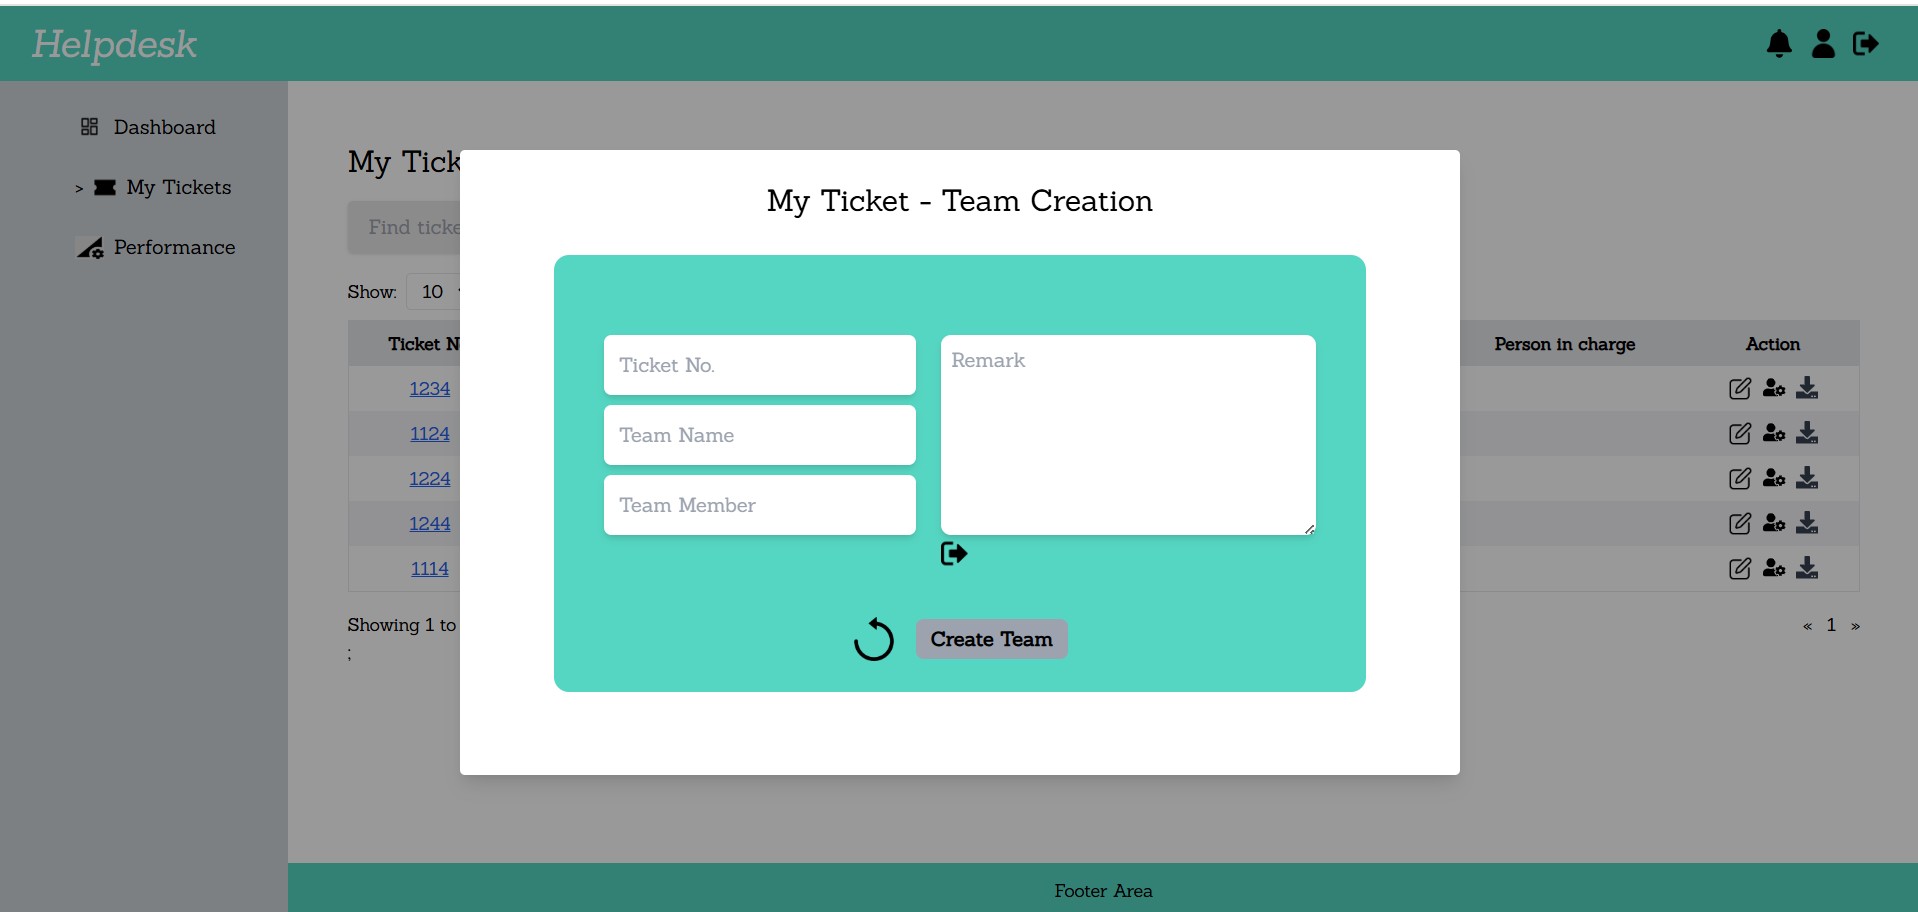 Helpdesk
Dashboard
> My Tickets
Performance
My Tick
Find ticke
Show: 10
Ticket N Person in charge Action
1234
1124
1224
1244
1114
Showing 1 to « 1 »
;
My Ticket - Team Creation
Ticket No.
Team Name
Team Member
Remark
Create Team
Footer Area